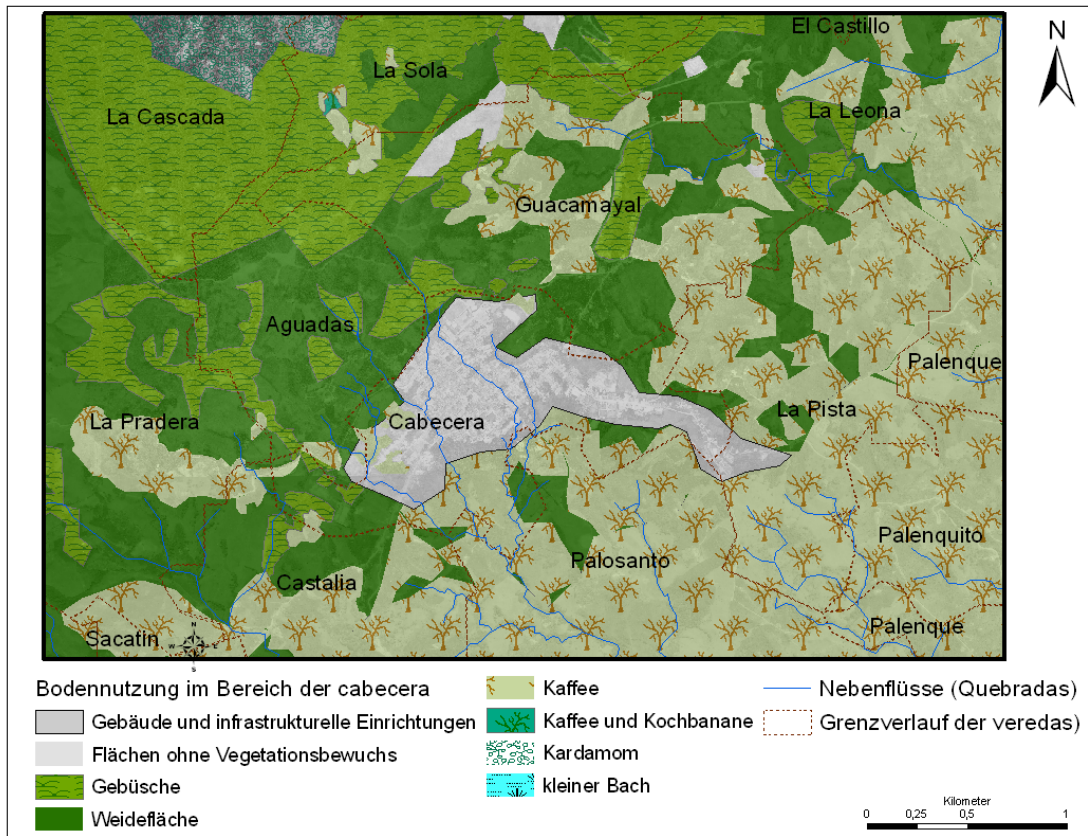 El Castillo
N
La Sola
La Cascada
La Leona
Guacamayal
Aguadas
Palenque
La Pradera
Cabecera
La Pista
Palenquito
Palosanto
Castalia
Palenque
Sacatin
N
W
S
Bodennutzung im Bereich der cabecera
Gebäude und infrastrukturelle Einrichtungen
Flächen ohne Vegetationsbewuchs
Gebüsche
Weidefläche
Kaffee
Kaffee und Kochbanane
Kardamom
kleiner Bach
Nebenflüsse (Quebradas)
Grenzverlauf der veredas)
Kilometer
0 0,25 0,5 1